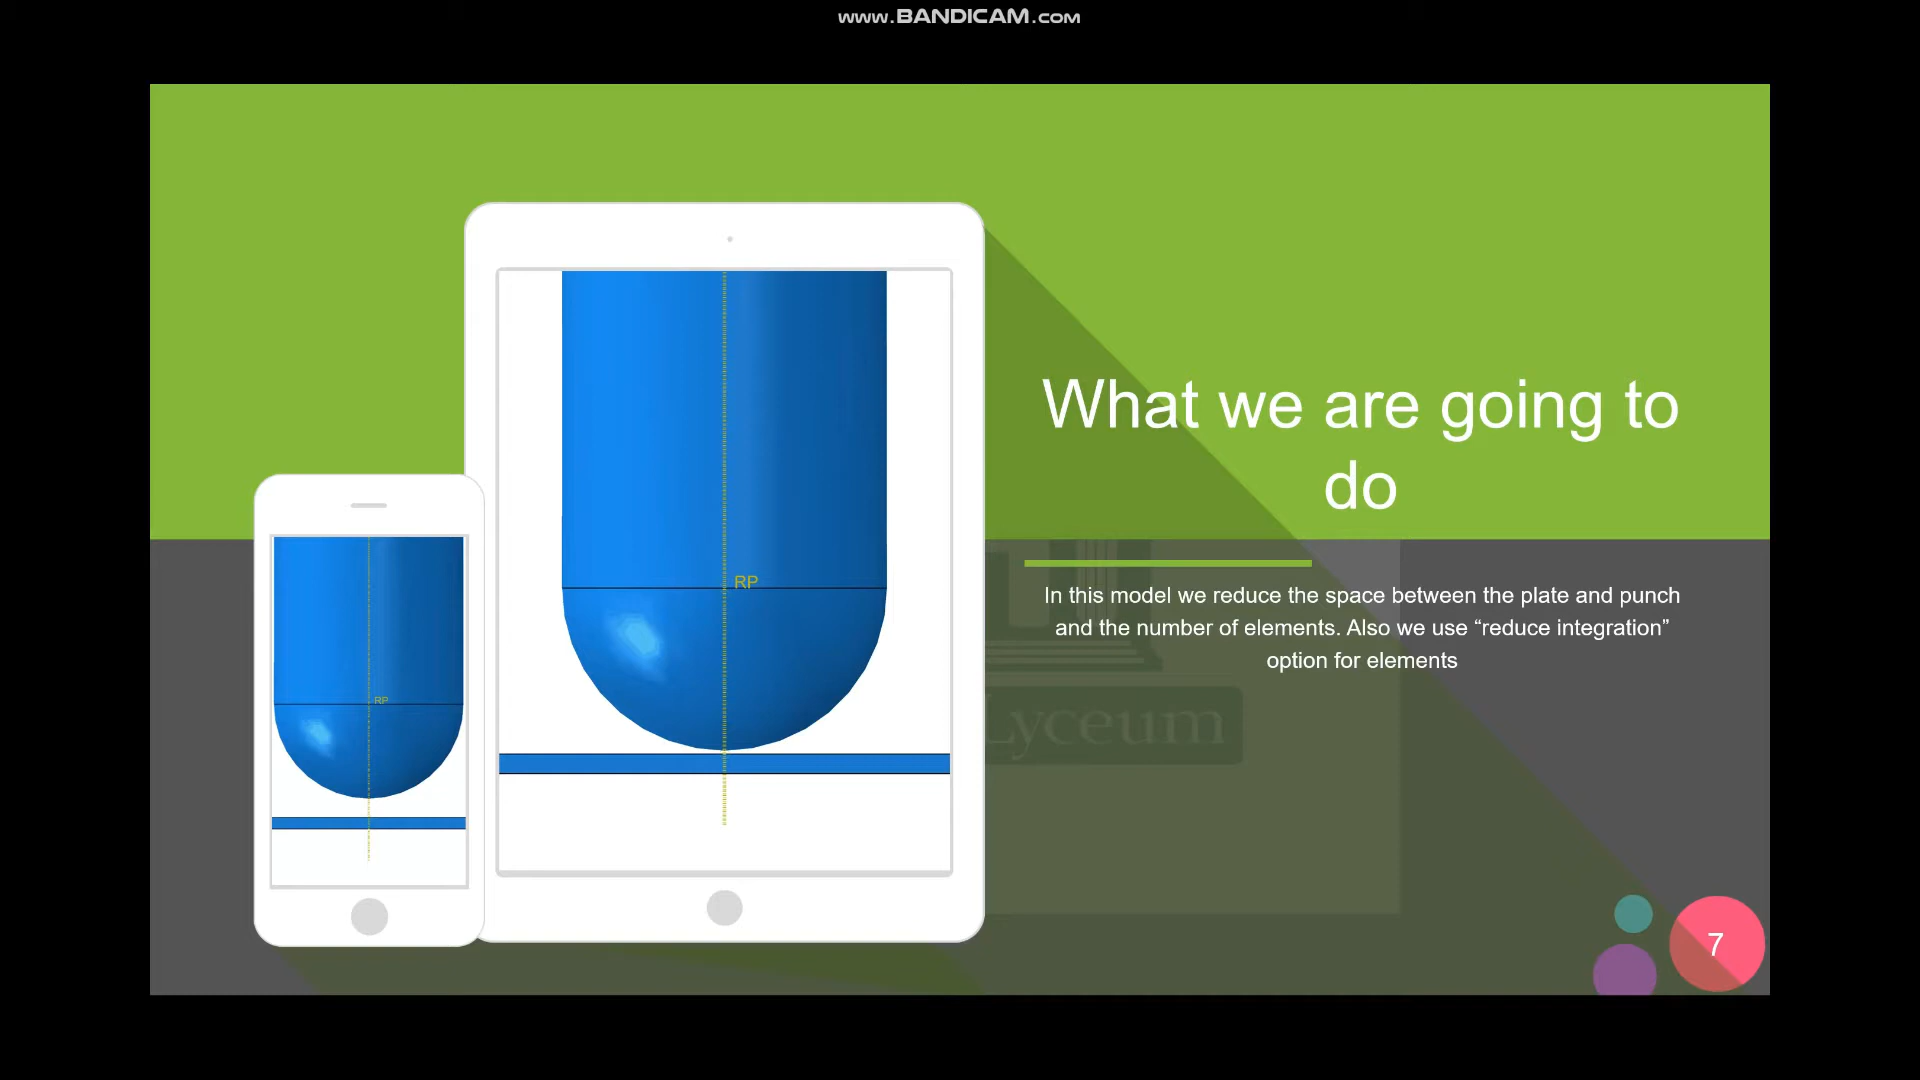 www.BANDICAM.com
What we are going to
do
RP
RP
In this model we reduce the space between the plate and punch
and the number of elements. Also we use “reduce integration”
option for elements
Lyceum
7